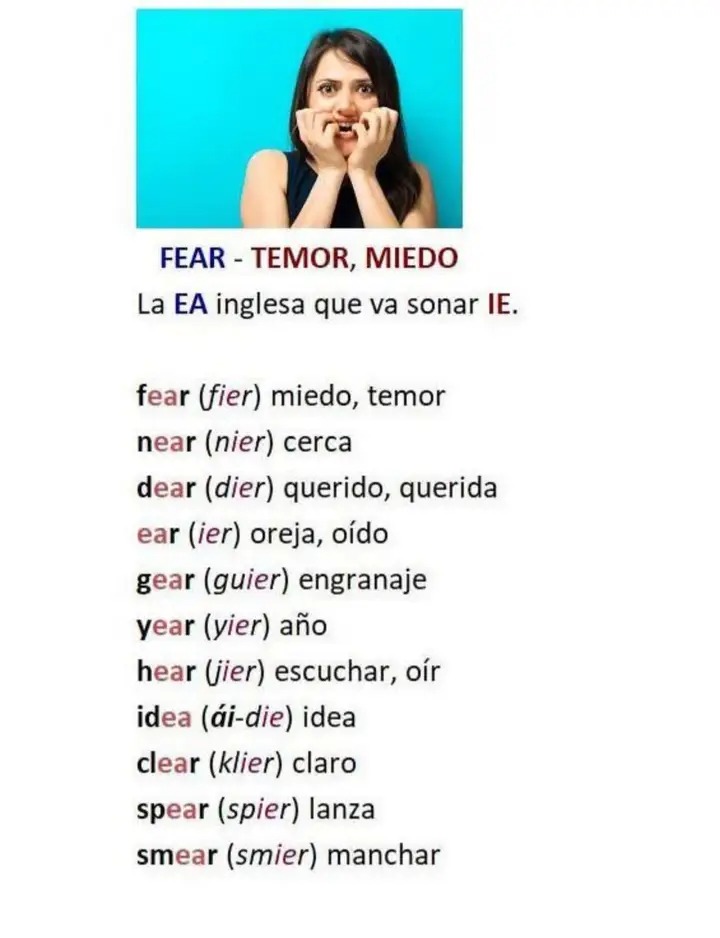 FEAR - TEMOR, MIEDO
La EA inglesa que va sonar IE.
fear (fier) miedo, temor
near (nier) cerca
dear (dier) querido, querida
ear (ier) oreja, oído
gear (guier) engranaje
year (yier) año
hear (jier) escuchar, oír
idea (ái-die) idea
clear (klier) claro
spear (spier) lanza
smear (smier) manchar